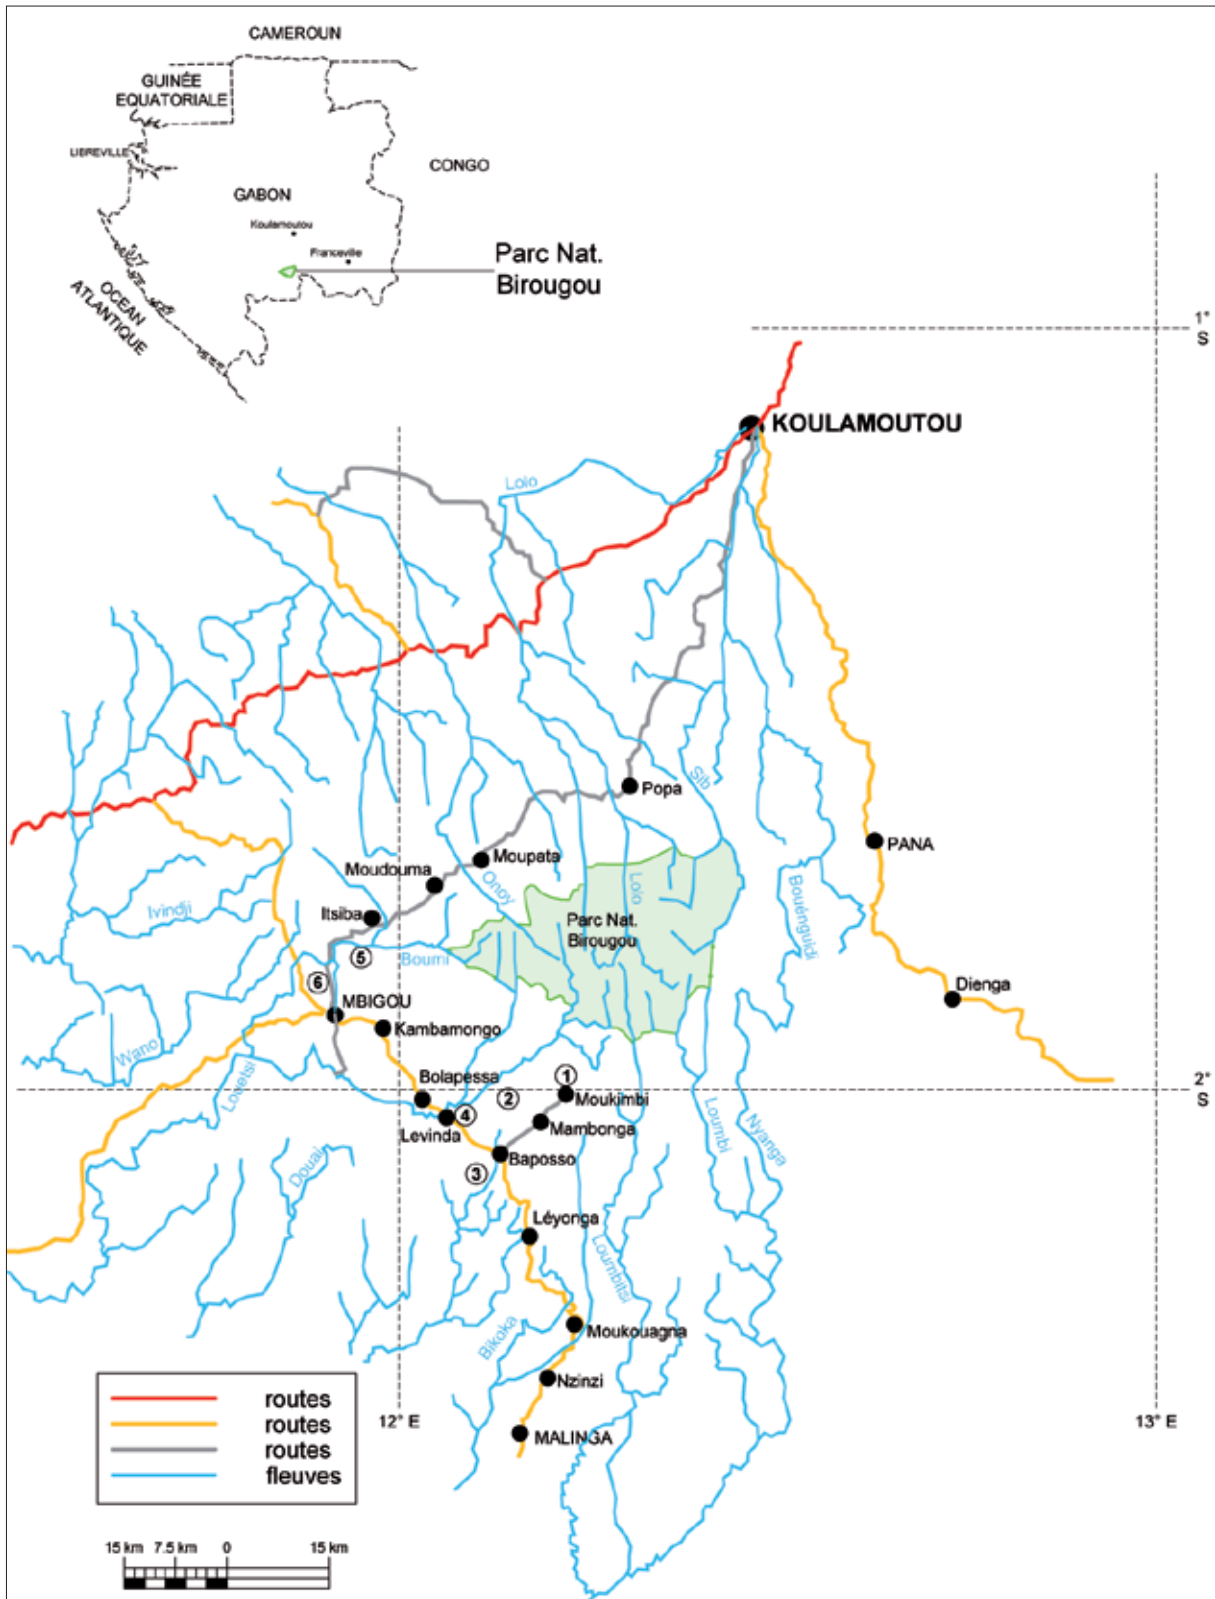 CAMEROUN
GUINÉE
EQUATORIALE
LIBREVILLE
CONGO
GABON
Koulamoutou
Franceville
Parc Nat.
Birougou
OCEAN
ATLANTIQUE
1°
S
KOULAMOUTOU
Lolo
Sib
Popa
PANA
Moupata
Moudouma
Onoy
Lolo
Bouénguidi
Ivindji
Itsiba
Parc Nat.
Birougou
Boumi
5
6
Dienga
MBIGOU
Kambamongo
Wano
Louetsi
Bolapessa
1
2
Moukimbi
2°
S
4
Levinda
Mambonga
Loumbi
Nyanga
Baposso
3
Douai
Léyonga
Loumbitsi
Bikoka
Moukouagna
Nzinzi
routes
routes
routes
fleuves
12° E
13° E
MALINGA
15 km 7.5 km 0 15 km